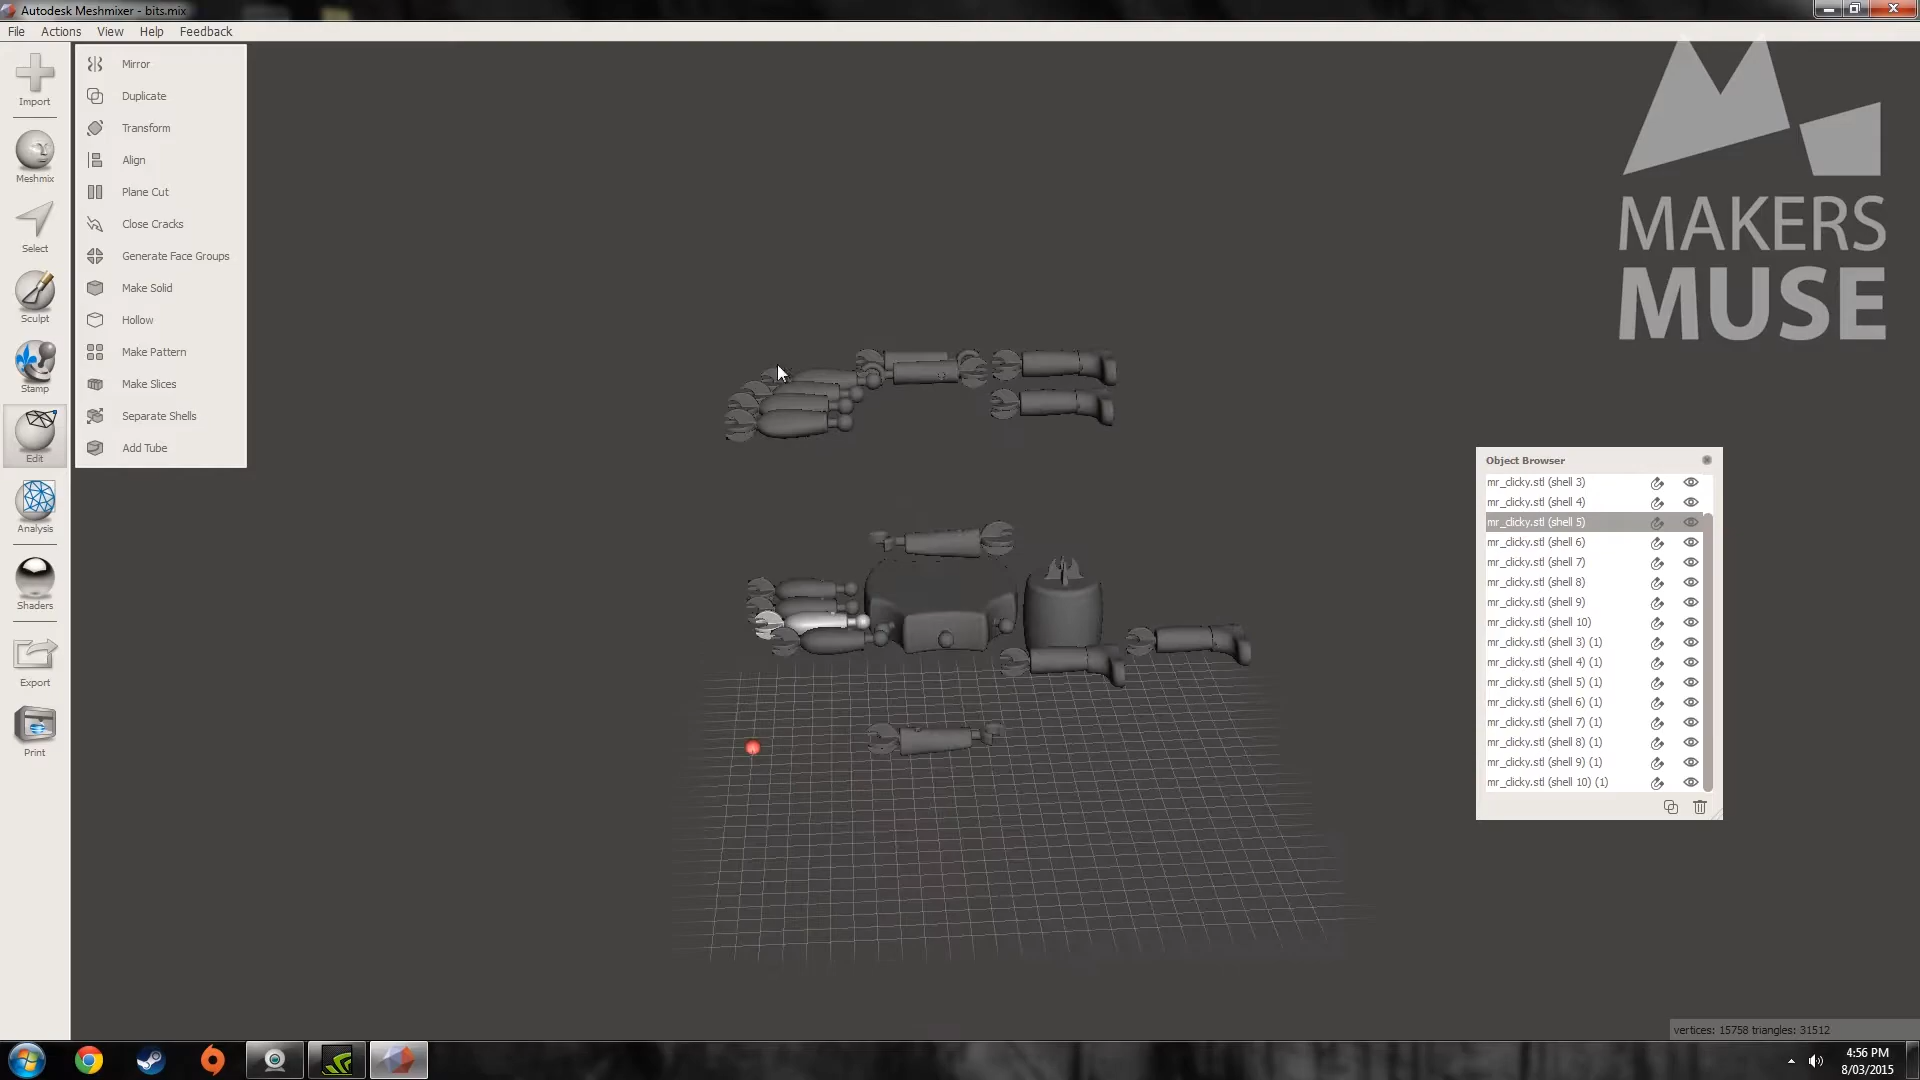 Autodesk Meshmixer - bits.mix
File Actions View Help Feedback
Import
Meshmix
Select
Sculpt
Stamp
Edit
Analysis
Shaders
Export
Print
Mirror
Duplicate
Transform
Align
Plane Cut
Close Cracks
Generate Face Groups
Make Solid
Hollow
Make Pattern
Make Slices
Separate Shells
Add Tube
MAKERS
MUSE
Object Browser
mr_clicky.stl (shell 3)
mr_clicky.stl (shell 4)
mr_clicky.stl (shell 5)
mr_clicky.stl (shell 6)
mr_clicky.stl (shell 7)
mr_clicky.stl (shell 8)
mr_clicky.stl (shell 9)
mr_clicky.stl (shell 10)
mr_clicky.stl (shell 3) (1)
mr_clicky.stl (shell 4) (1)
mr_clicky.stl (shell 5) (1)
mr_clicky.stl (shell 6) (1)
mr_clicky.stl (shell 7) (1)
mr_clicky.stl (shell 8) (1)
mr_clicky.stl (shell 9) (1)
mr_clicky.stl (shell 10) (1)
vertices: 15758 triangles: 31512
4:56 PM
8/03/2015